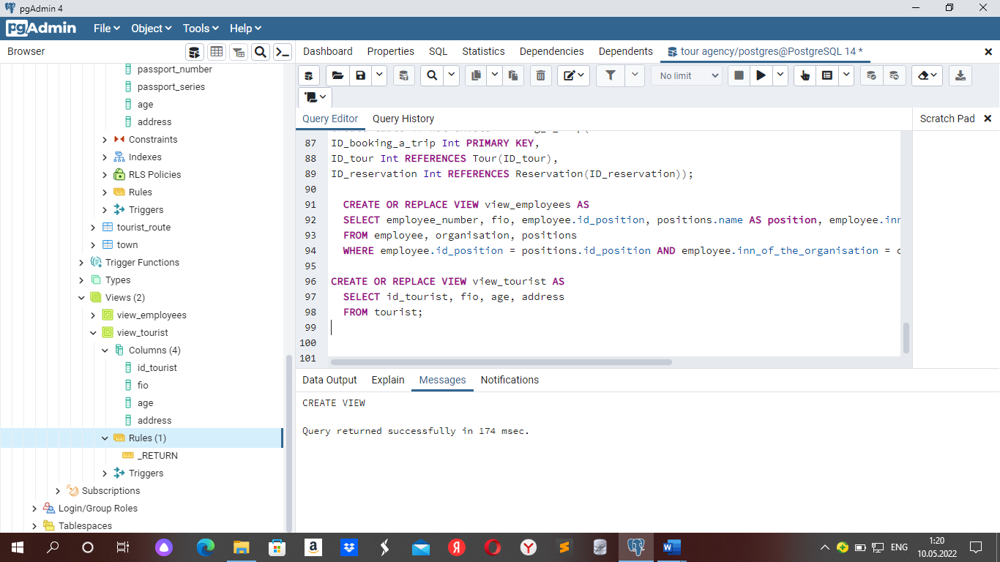 pgAdmin 4
pgAdmin File Object Tools Help
Browser
Dashboard Properties SQL Statistics Dependencies Dependents tour agency/postgres@PostgreSQL 14 *
No limit
passport_number
passport_series
age
address
Constraints
Indexes
RLS Policies
Rules
Triggers
tourist_route
town
Trigger Functions
Types
Views (2)
view_employees
view_tourist
Columns (4)
id_tourist
fio
age
address
Rules (1)
_RETURN
Triggers
Subscriptions
Login/Group Roles
Tablespaces
Query Editor Query History
Scratch Pad
87 ID_booking_a_trip Int PRIMARY KEY,
88 ID_tour Int REFERENCES Tour(ID_tour),
89 ID_reservation Int REFERENCES Reservation(ID_reservation));
90
91 CREATE OR REPLACE VIEW view_employees AS
92 SELECT employee_number, fio, employee.id_position, positions.name AS position, employee.inn
93 FROM employee, organisation, positions
94 WHERE employee.id_position = positions.id_position AND employee.inn_of_the_organisation =
95
96 CREATE OR REPLACE VIEW view_tourist AS
97 SELECT id_tourist, fio, age, address
98 FROM tourist;
99
100
101
Data Output Explain Messages Notifications
CREATE VIEW
Query returned successfully in 174 msec.
ENG
1:20
10.05.2022